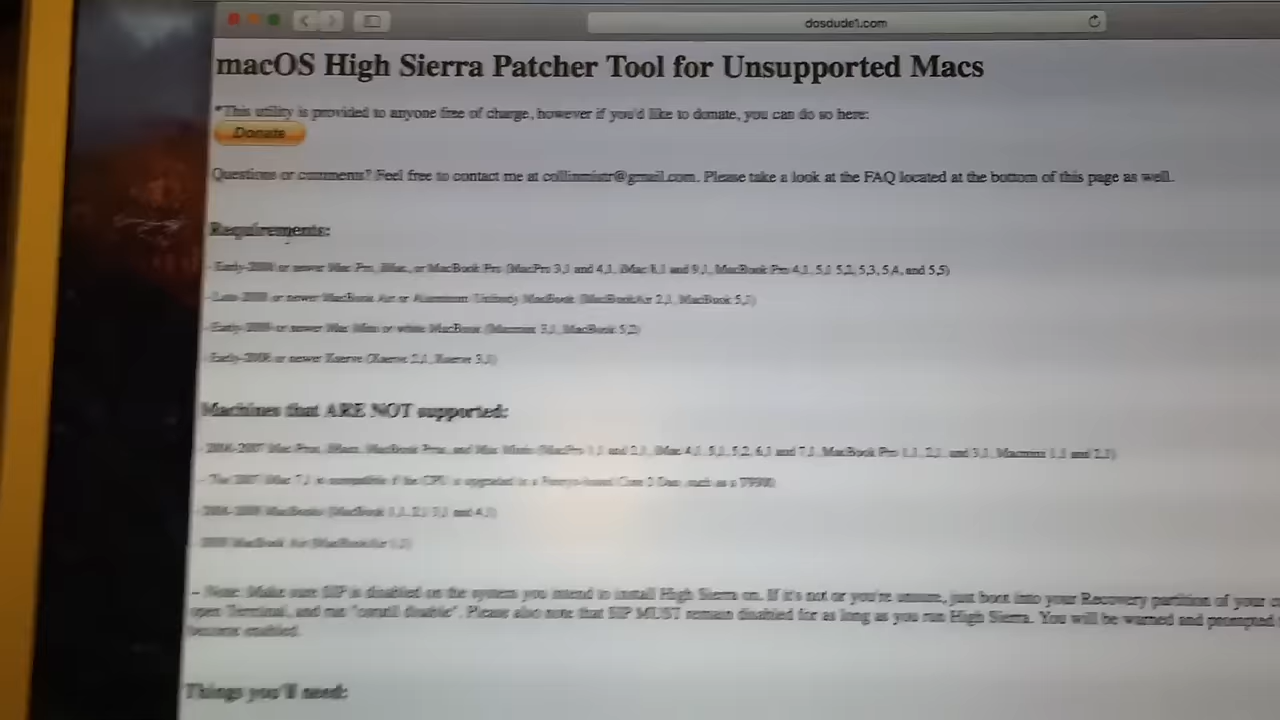 dosdude1.com
macOS High Sierra Patcher Tool for Unsupported Macs
*This utility is provided to anyone free of charge, however if you'd like to donate, you can do so here:
Donate
Questions or comments? Feel free to contact me at collinmistr@gmail.com. Please take a look at the FAQ located at the bottom of this page as well.
Requirements:
- Early-2008 or newer Mac Pro, iMac, or MacBook Pro (MacPro 3,1 and 4,1, iMac 8,1 and 9,1, MacBook Pro 4,1, 5,1 5,2, 5,3, 5,4, and 5,5)
- Late-2008 or newer MacBook Air or Aluminum Unibody MacBook (MacBookAir 2,1, MacBook 5,1)
- Early-2009 or newer Mac Mini or white MacBook (Macmini 3,1, MacBook 5,2)
- Early-2008 or newer Xserve (Xserve 2,1, Xserve 3,1)
Machines that ARE NOT supported:
- 2006-2007 Mac Pros, iMacs, MacBook Pros, and Mac Minis (MacPro 1,1 and 2,1, iMac 4,1, 5,1, 5,2, 6,1 and 7,1, MacBook Pro 1,1, 2,1, and 3,1, Macmini 1,1 and 2,1)
- The 2007 iMac 7,1 is compatible if the CPU is upgraded to a Penryn-based Core 2 Duo, such as a T9300
- 2006-2008 MacBooks (MacBook 1,1, 2,1 3,1 and 4,1)
- 2008 MacBook Air (MacBookAir 1,1)
-- Note: Make sure SIP is disabled on the system you intend to install High Sierra on. If it's not or you're unsure, just boot into your Recovery partition of your
open Terminal, and run "csrutil disable". Please also note that SIP MUST remain disabled for as long as you run High Sierra. You will be warned and prompted
become enabled.
Things you'll need: